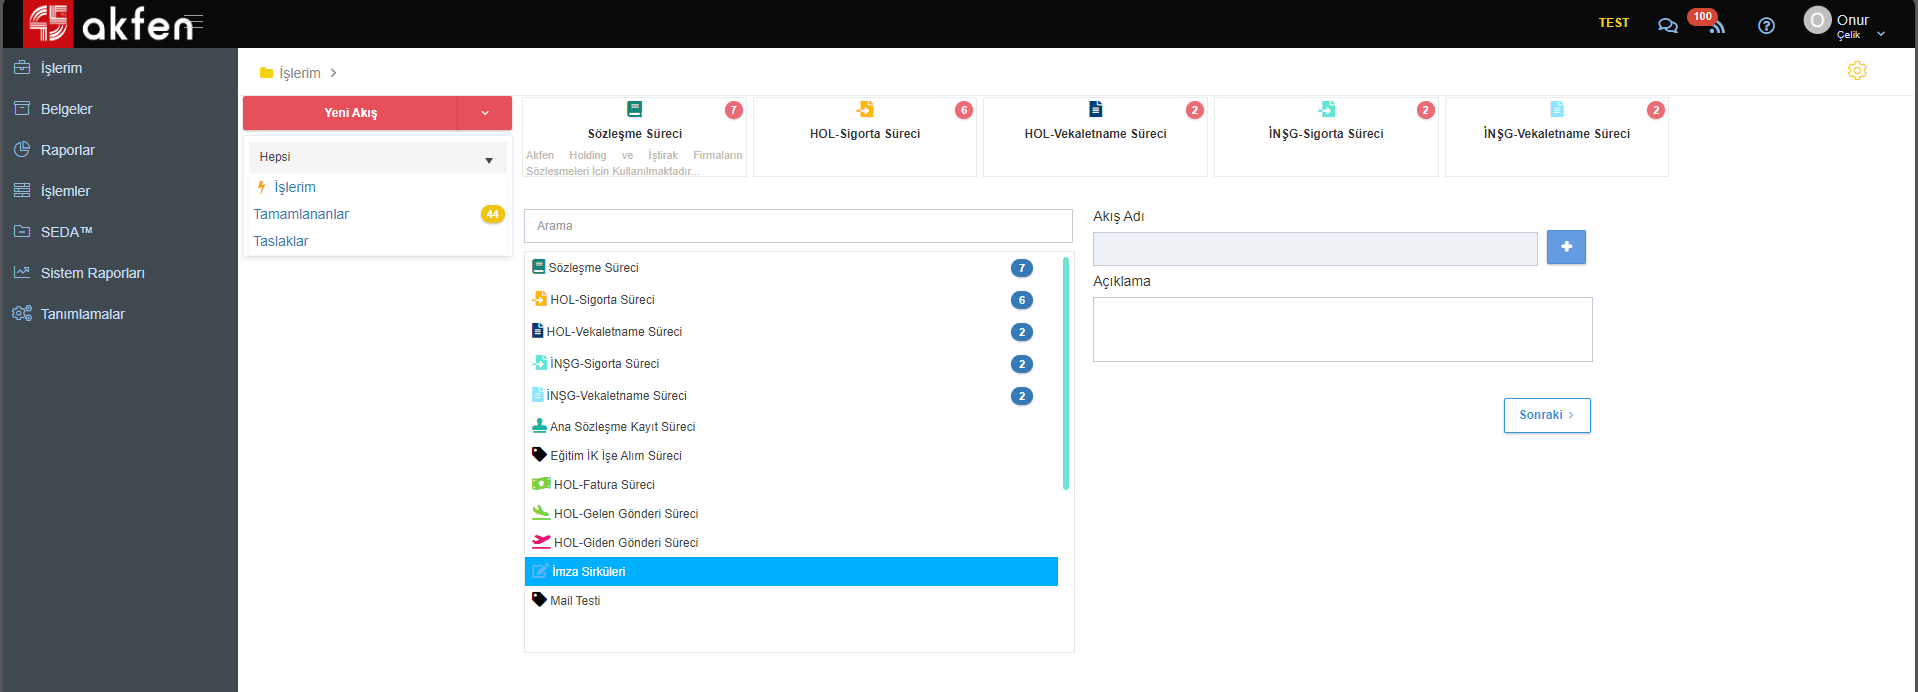 akfen
TEST
100
O
Onur
Çelik
İşlerim
Belgeler
Raporlar
İşlemler
SEDA™
Sistem Raporları
Tanımlamalar
İşlerim
Yeni Akış
Hepsi
İşlerim
Tamamlananlar 44
Taslaklar
7
Sözleşme Süreci
Akfen Holding ve İştirak Firmaların
Sözleşmeleri İçin Kullanılmaktadır...
6
HOL-Sigorta Süreci
2
HOL-Vekaletname Süreci
2
İNŞG-Sigorta Süreci
2
İNŞG-Vekaletname Süreci
Arama
Sözleşme Süreci 7
HOL-Sigorta Süreci 6
HOL-Vekaletname Süreci 2
İNŞG-Sigorta Süreci 2
İNŞG-Vekaletname Süreci 2
Ana Sözleşme Kayıt Süreci
Eğitim İK İşe Alım Süreci
HOL-Fatura Süreci
HOL-Gelen Gönderi Süreci
HOL-Giden Gönderi Süreci
İmza Sirküleri
Mail Testi
Akış Adı
Açıklama
Sonraki